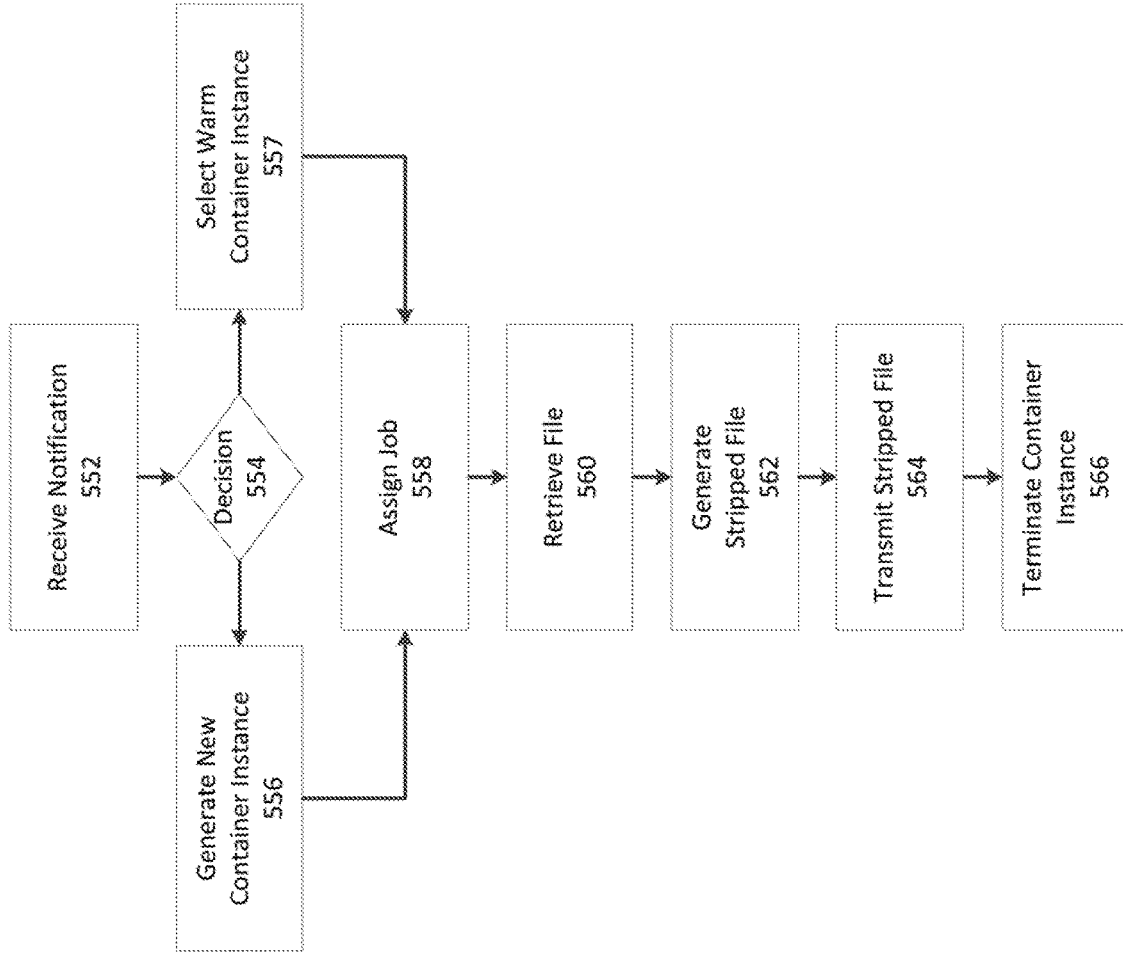 Receive Notification
552
Decision
554
Generate New
Container Instance
556
Select Warm
Container Instance
557
Assign Job
558
Retrieve File
560
Generate
Stripped File
562
Transmit Stripped File
564
Terminate Container
Instance
566